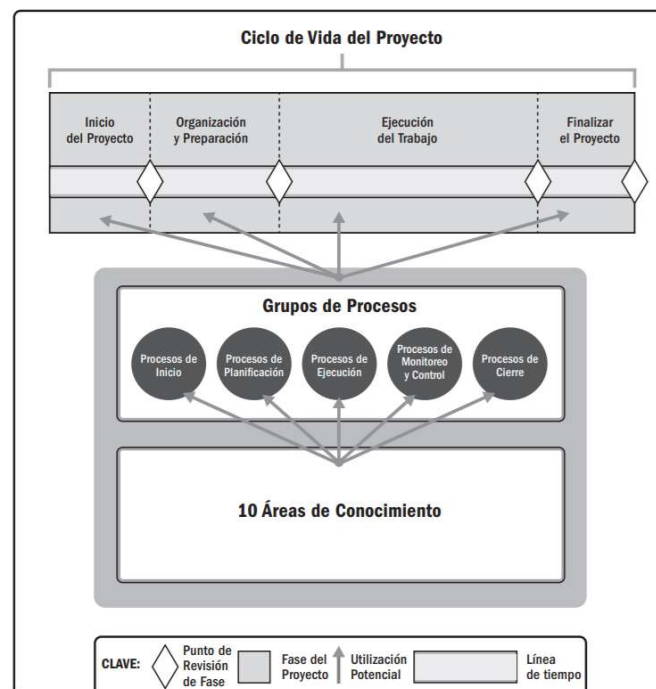 Ciclo de Vida del Proyecto
Inicio
del Proyecto
Organización
y Preparación
Ejecución
del Trabajo
Finalizar
el Proyecto
Grupos de Procesos
Procesos de
Inicio
Procesos de
Planificación
Procesos de
Ejecución
Procesos de
Monitoreo
y Control
Procesos de
Cierre
10 Áreas de Conocimiento
CLAVE:
Punto de
Revisión
de Fase
Fase del
Proyecto
Utilización
Potencial
Línea
de tiempo